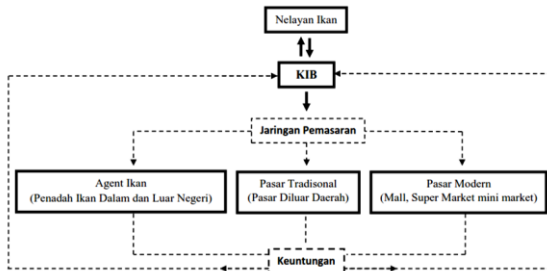 Nelayan Ikan
KIB
Jaringan Pemasaran
Agent Ikan
(Penadah Ikan Dalam dan Luar Negeri)
Pasar Tradisonal
(Pasar Diluar Daerah)
Pasar Modern
(Mall, Super Market mini market)
Keuntungan